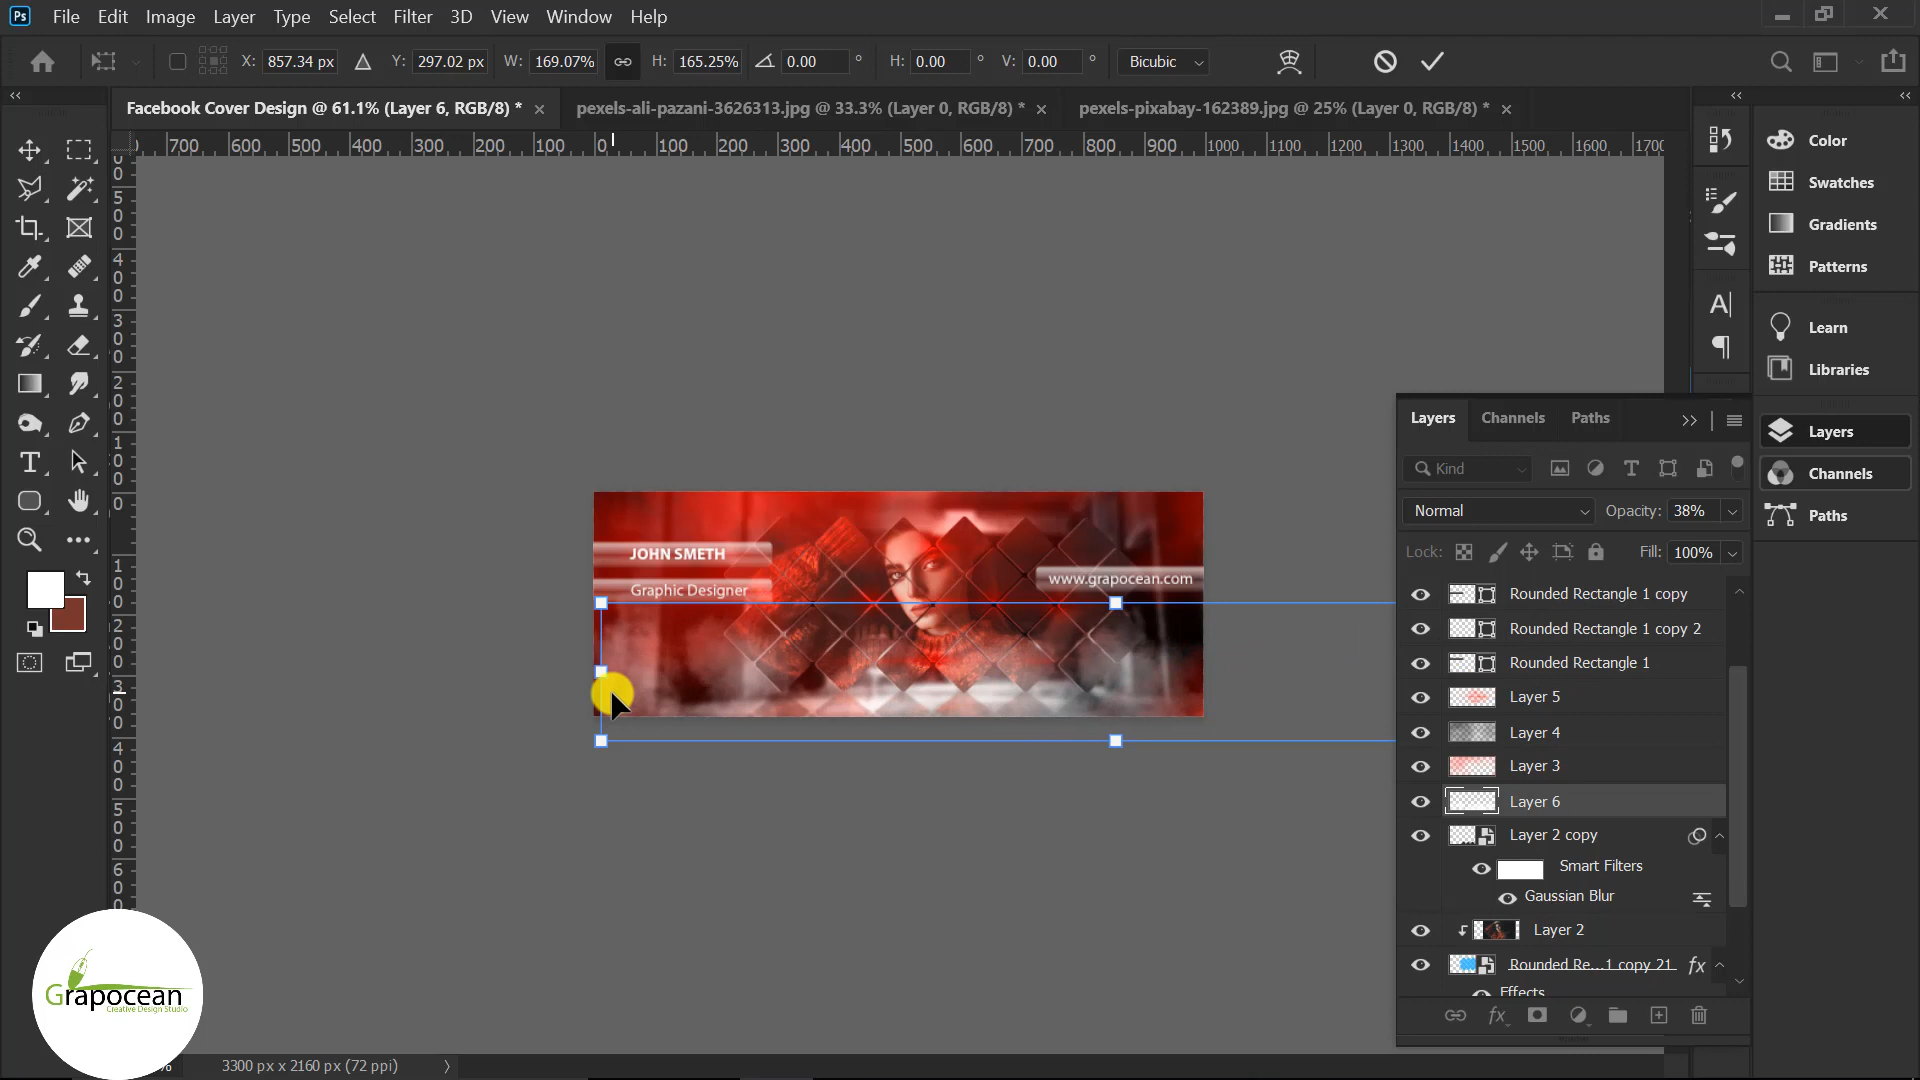 Ps File Edit Image Layer Type Select Filter 3D View Window Help
X: 857.34 px Y: 297.02 px W: 169.07% H: 165.25% 0.00 ° H: 0.00 ° V: 0.00 ° Bicubic
Facebook Cover Design @ 61.1% (Layer 6, RGB/8) * × pexels-ali-pazani-3626313.jpg @ 33.3% (Layer 0, RGB/8) * × pexels-pixabay-162389.jpg @ 25% (Layer 0, RGB/8) * ×
700 600 500 400 300 200 100 0 100 200 300 400 500 600 700 800 900 1000 1100 1200 1300 1400 1500 1600
Color
Swatches
Gradients
Patterns
Learn
Libraries
Layers
Channels
Paths
Layers Channels Paths
Kind
Normal Opacity: 38%
Lock: Fill: 100%
Rounded Rectangle 1 copy
Rounded Rectangle 1 copy 2
Rounded Rectangle 1
Layer 5
Layer 4
Layer 3
Layer 6
Layer 2 copy
Smart Filters
Gaussian Blur
Layer 2
Rounded Re...1 copy 21 fx
Effects
JOHN SMETH
Graphic Designer
www.grapocean.com
Grapocean
Creative Design Studio
% 3300 px x 2160 px (72 ppi)